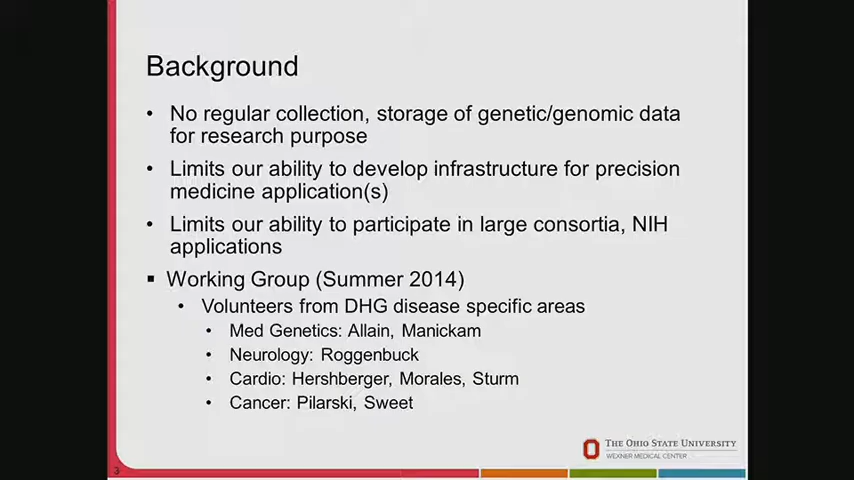 Background
• No regular collection, storage of genetic/genomic data
for research purpose
• Limits our ability to develop infrastructure for precision
medicine application(s)
• Limits our ability to participate in large consortia, NIH
applications
▪ Working Group (Summer 2014)
• Volunteers from DHG disease specific areas
• Med Genetics: Allain, Manickam
• Neurology: Roggenbuck
• Cardio: Hershberger, Morales, Sturm
• Cancer: Pilarski, Sweet
THE OHIO STATE UNIVERSITY
WEXNER MEDICAL CENTER
3